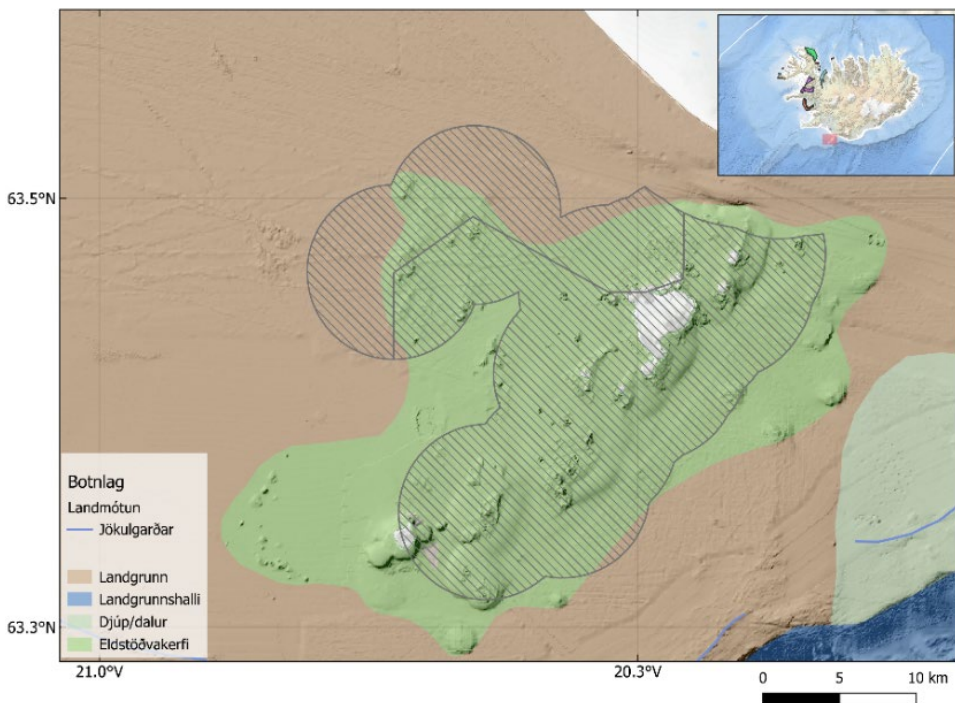 63.5°N
63.3°N
Botnlag
Landmótun
Jökulgarðar
Landgrunn
Landgrunnshalli
Djúp/dalur
Eldstöðvakerfi
21.0°V
20.3°V
0 5 10 km